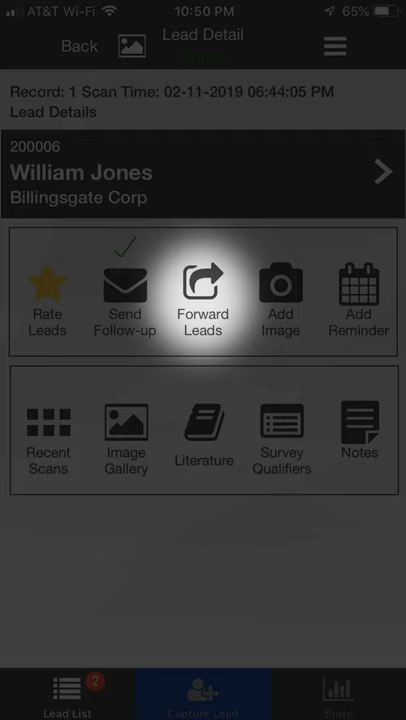 AT&T Wi-Fi 10:50 PM 65%
Back Lead Detail
Online
Record: 1 Scan Time: 02-11-2019 06:44:05 PM
Lead Details
200006
William Jones
Billingsgate Corp
Rate Leads
Send Follow-up
Forward Leads
Add Image
Add Reminder
Recent Scans
Image Gallery
Literature
Survey Qualifiers
Notes
2
Lead List
Capture Lead
Stats